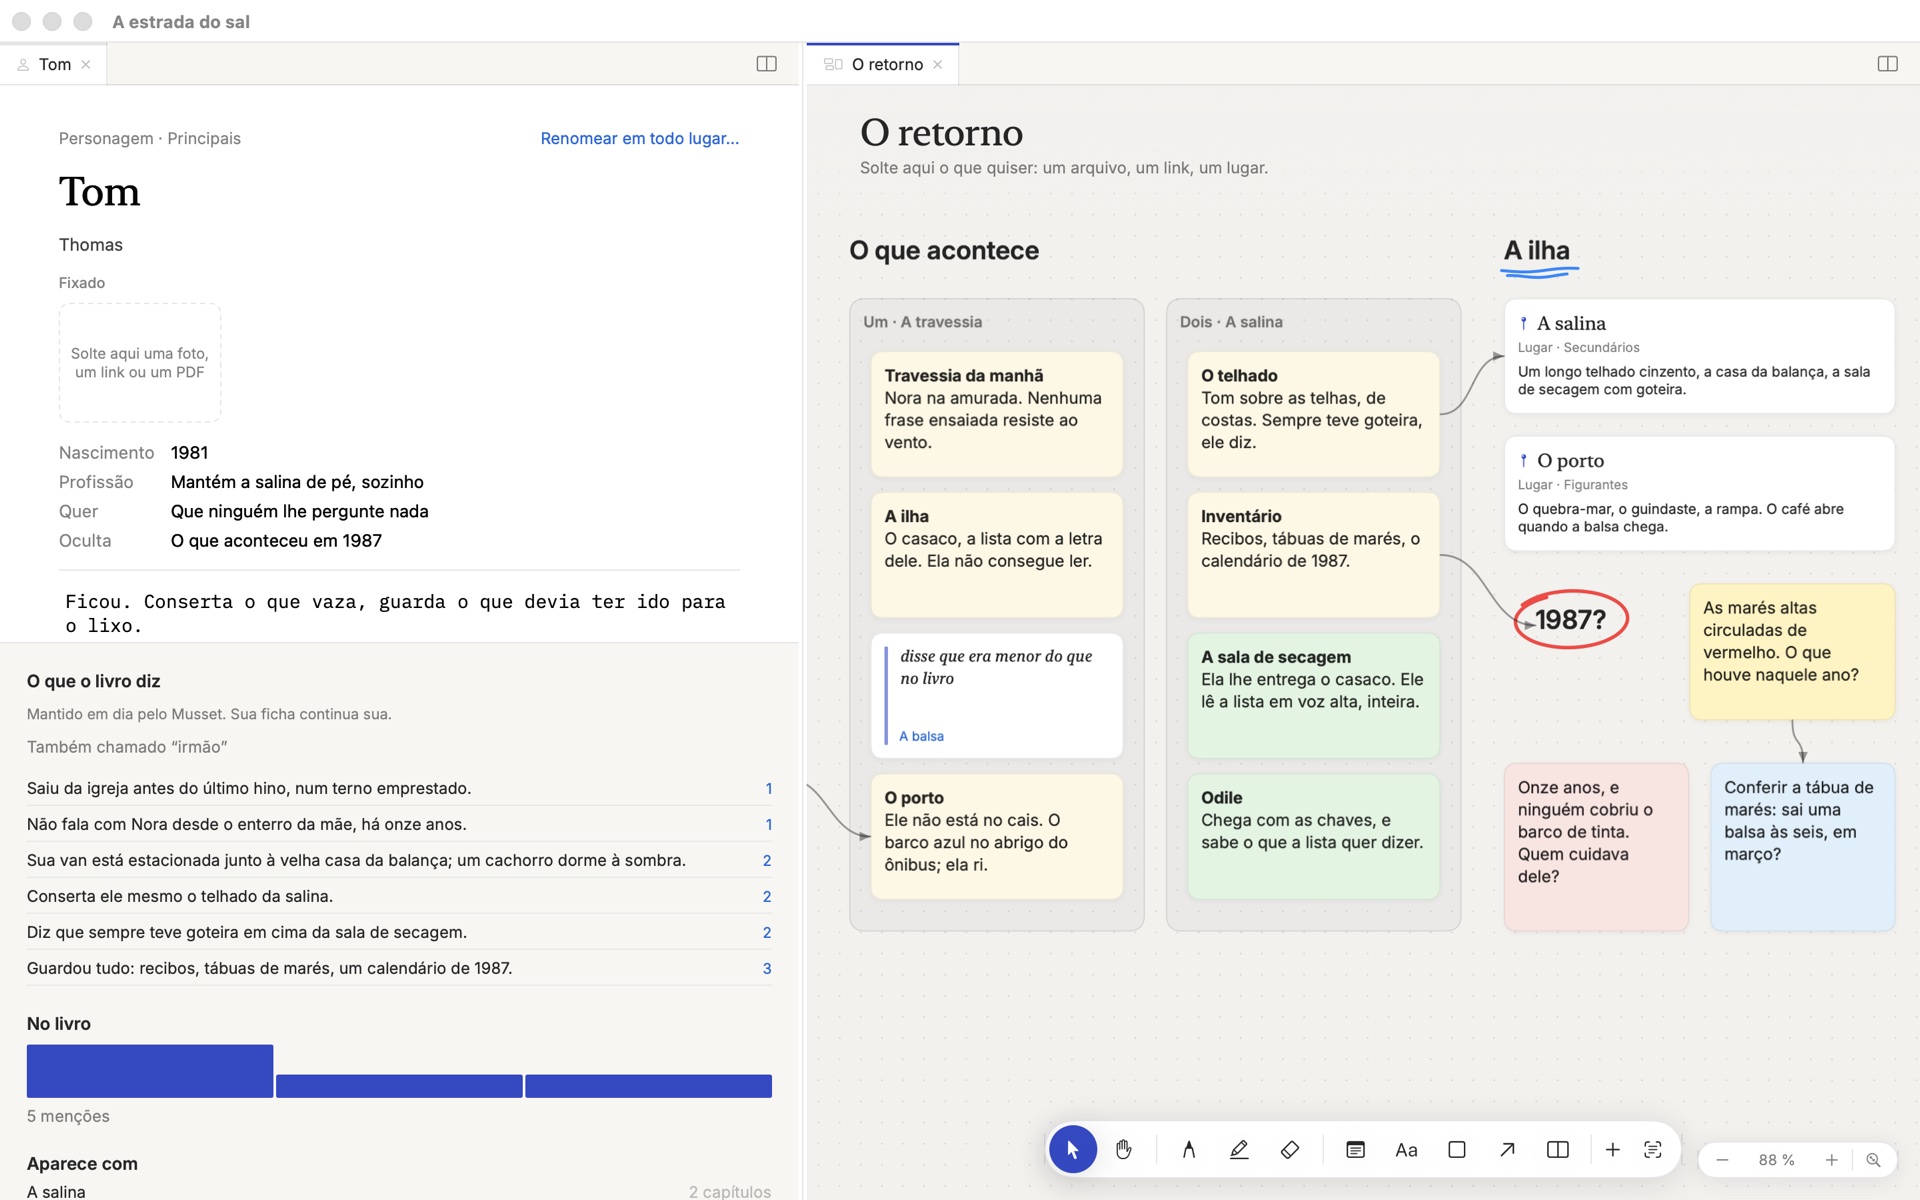 A estrada do sal
Tom
O retorno
Personagem · Principais
Renomear em todo lugar...
Tom
Thomas
Fixado
Solte aqui uma foto,
um link ou um PDF
Nascimento 1981
Profissão Mantém a salina de pé, sozinho
Quer Que ninguém lhe pergunte nada
Oculta O que aconteceu em 1987
Ficou. Conserta o que vaza, guarda o que devia ter ido para
o lixo.
O que o livro diz
Mantido em dia pelo Musset. Sua ficha continua sua.
Também chamado “irmão”
Saiu da igreja antes do último hino, num terno emprestado. 1
Não fala com Nora desde o enterro da mãe, há onze anos. 1
Sua van está estacionada junto à velha casa da balança; um cachorro dorme à sombra. 2
Conserta ele mesmo o telhado da salina. 2
Diz que sempre teve goteira em cima da sala de secagem. 2
Guardou tudo: recibos, tábuas de marés, um calendário de 1987. 3
No livro
5 menções
Aparece com
A salina 2 capítulos
O retorno
Solte aqui o que quiser: um arquivo, um link, um lugar.
O que acontece
Um · A travessia
Travessia da manhã
Nora na amurada. Nenhuma
frase ensaiada resiste ao
vento.
A ilha
O casaco, a lista com a letra
dele. Ela não consegue ler.
disse que era menor do que
no livro
A balsa
O porto
Ele não está no cais. O
barco azul no abrigo do
ônibus; ela ri.
Dois · A salina
O telhado
Tom sobre as telhas, de
costas. Sempre teve goteira,
ele diz.
Inventário
Recibos, tábuas de marés, o
calendário de 1987.
A sala de secagem
Ela lhe entrega o casaco. Ele
lê a lista em voz alta, inteira.
Odile
Chega com as chaves, e
sabe o que a lista quer dizer.
A ilha
A salina
Lugar · Secundários
Um longo telhado cinzento, a casa da balança, a sala
de secagem com goteira.
O porto
Lugar · Figurantes
O quebra-mar, o guindaste, a rampa. O café abre
quando a balsa chega.
1987?
As marés altas
circuladas de
vermelho. O que
houve naquele ano?
Onze anos, e
ninguém cobriu o
barco de tinta.
Quem cuidava
dele?
Conferir a tábua de
marés: sai uma
balsa às seis, em
março?
Aa
88 %